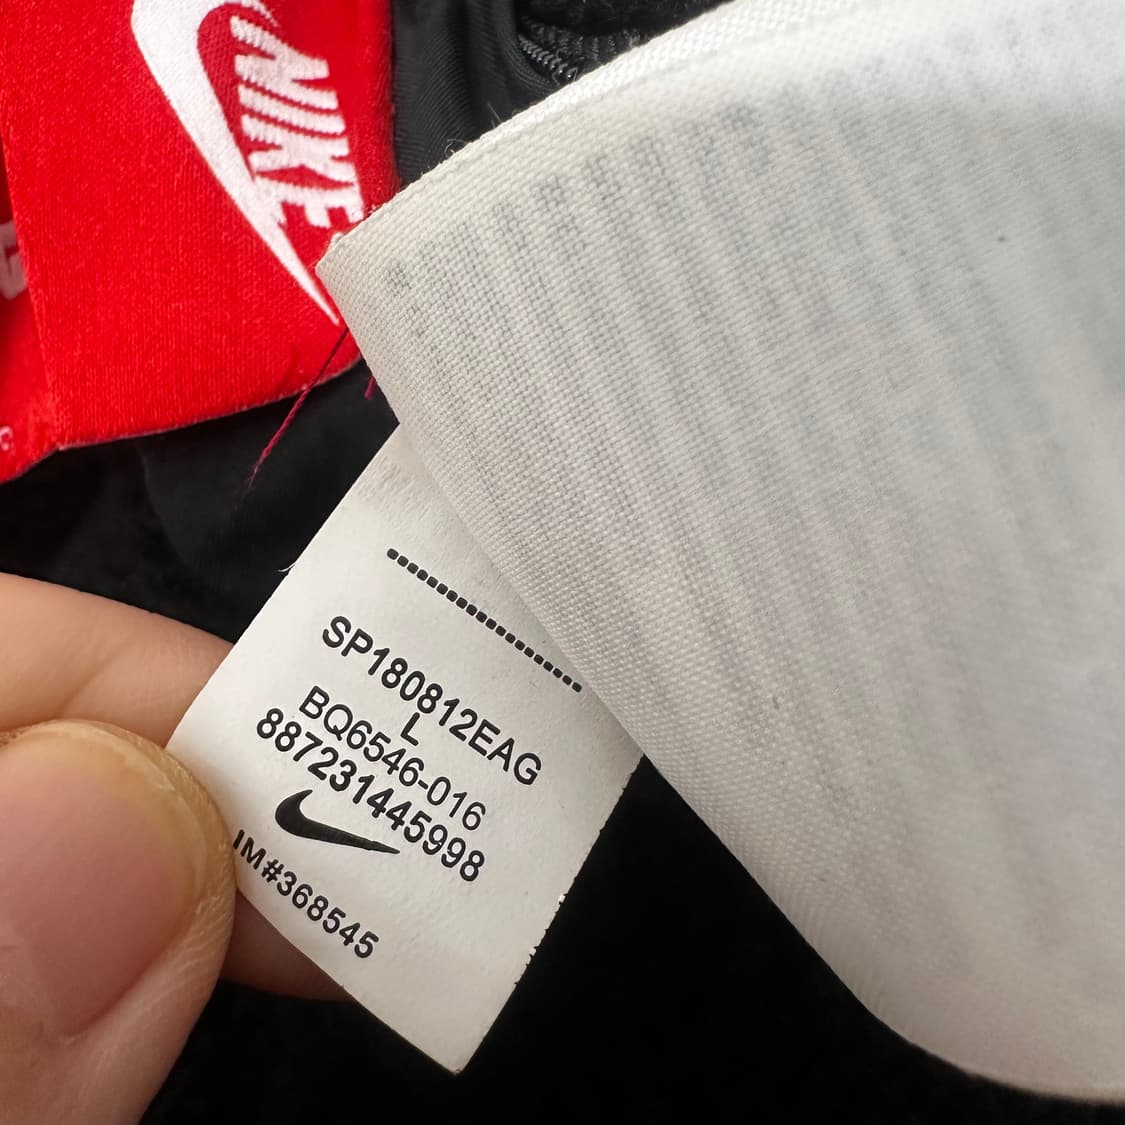 NIKE
SP180812EAG
L
BQ6546-016
887231445998
IM#368545